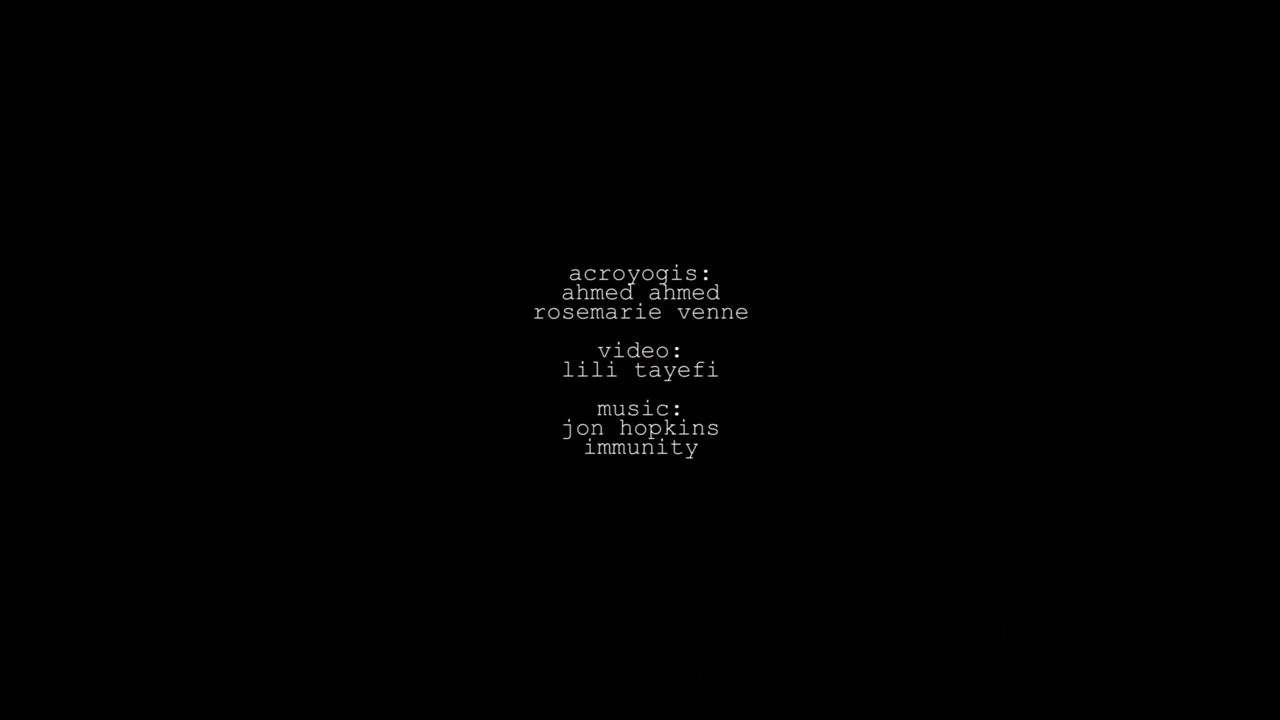 acroyogis:
ahmed ahmed
rosemarie venne
video:
lili tayefi
music:
jon hopkins
immunity